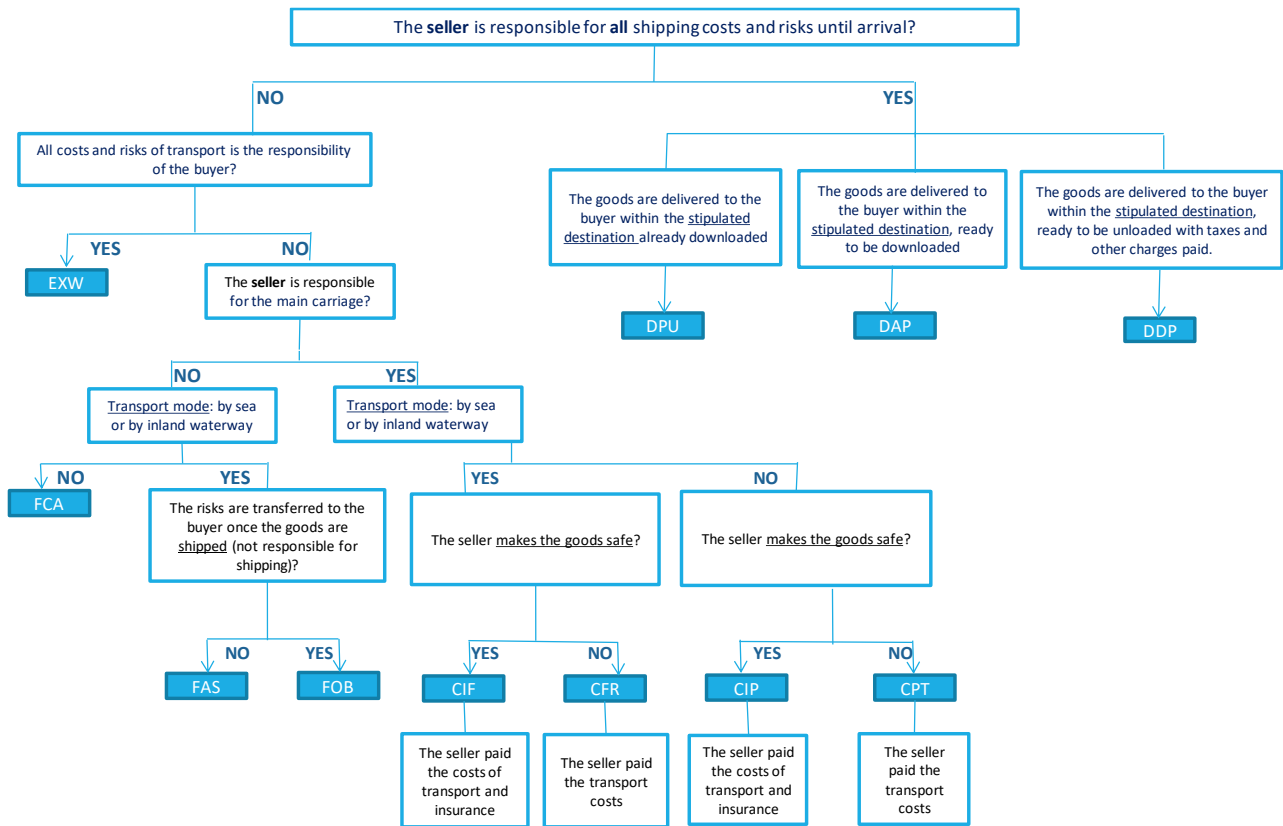 The seller is responsible for all shipping costs and risks until arrival?
NO
YES
All costs and risks of transport is the responsibility
of the buyer?
The goods are delivered to the
buyer within the stipulated
destination already downloaded
The goods are delivered to
the buyer within the
stipulated destination, ready
to be downloaded
The goods are delivered to the buyer
within the stipulated destination,
ready to be unloaded with taxes and
other charges paid.
YES
NO
EXW
The seller is responsible
for the main carriage?
DPU
DAP
DDP
NO
YES
Transport mode: by sea
or by inland waterway
Transport mode: by sea
or by inland waterway
NO
YES
YES
NO
FCA
The risks are transferred to the
buyer once the goods are
shipped (not responsible for
shipping)?
The seller makes the goods safe?
The seller makes the goods safe?
NO
YES
YES
NO
YES
NO
FAS
FOB
CIF
CFR
CIP
CPT
The seller paid
the costs of
transport and
insurance
The seller paid
the transport
costs
The seller paid
the costs of
transport and
insurance
The seller
paid the
transport
costs